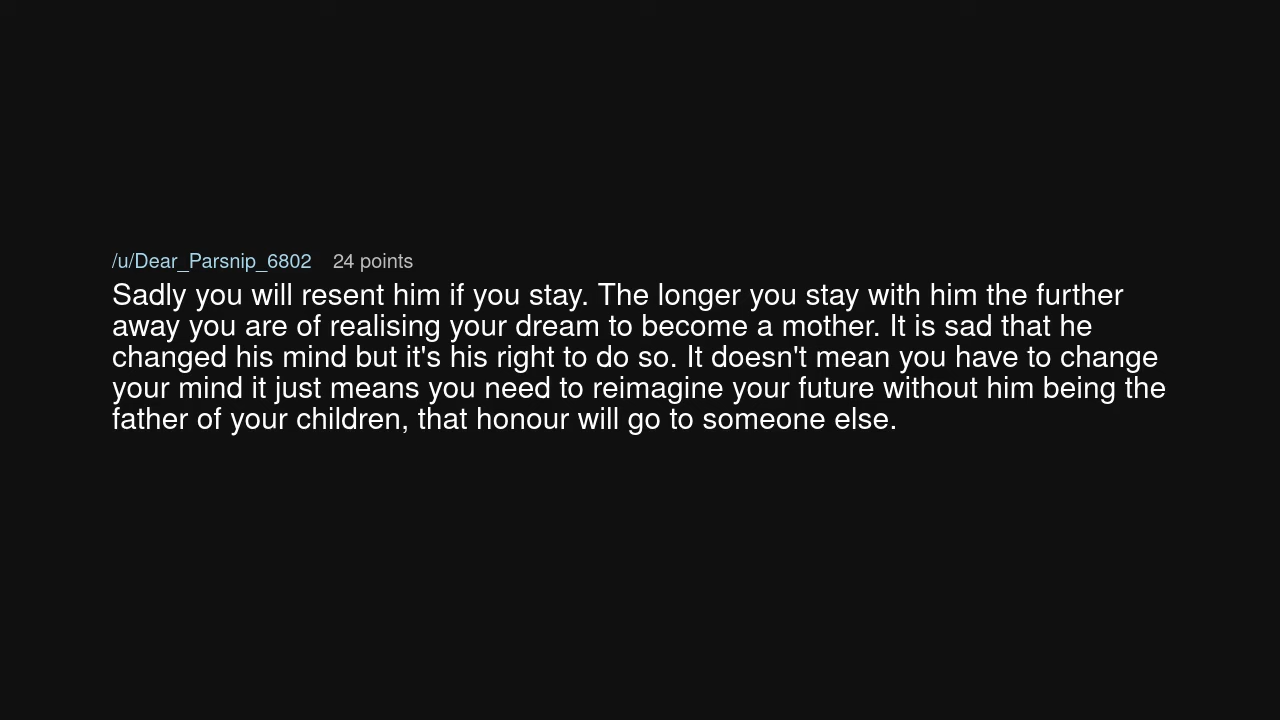 /u/Dear_Parsnip_6802 24 points
Sadly you will resent him if you stay. The longer you stay with him the further
away you are of realising your dream to become a mother. It is sad that he
changed his mind but it's his right to do so. It doesn't mean you have to change
your mind it just means you need to reimagine your future without him being the
father of your children, that honour will go to someone else.